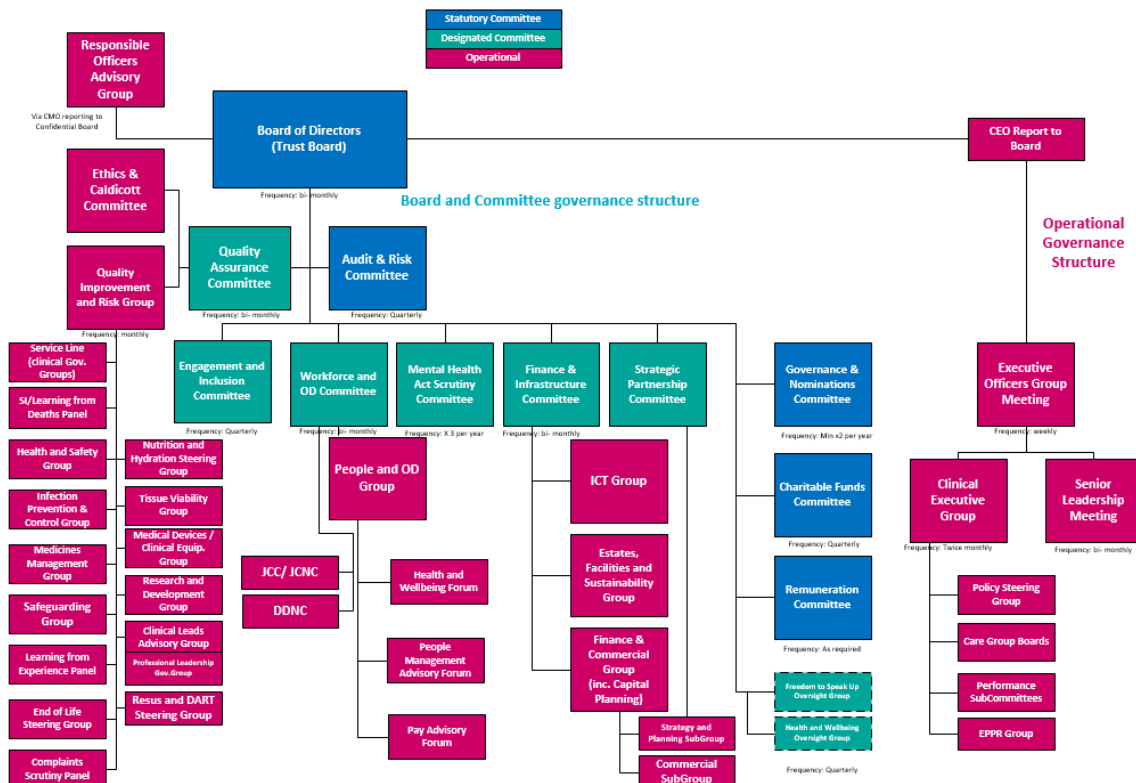 Statutory Committee
Designated Committee
Operational
Responsible
Officers
Advisory
Group
Via CMO reporting to
Confidential Board
Board of Directors
(Trust Board)
Frequency: bi- monthly
CEO Report to
Board
Board and Committee governance structure
Operational
Governance
Structure
Ethics &
Caldicott
Committee
Quality
Improvement
and Risk Group
Frequency: monthly
Quality
Assurance
Committee
Frequency: bi- monthly
Audit & Risk
Committee
Frequency: Quarterly
Engagement and
Inclusion
Committee
Frequency: Quarterly
Workforce and
OD Committee
Frequency: bi- monthly
Mental Health
Act Scrutiny
Committee
Frequency: X 3 per year
Finance &
Infrastructure
Committee
Frequency: bi- monthly
Strategic
Partnership
Committee
Governance &
Nominations
Committee
Frequency: Min x2 per year
Executive
Officers Group
Meeting
Frequency: weekly
Service Line
(clinical Gov.
Groups)
SI/Learning from
Deaths Panel
Health and Safety
Group
Infection
Prevention &
Control Group
Medicines
Management
Group
Safeguarding
Group
Learning from
Experience Panel
End of Life
Steering Group
Complaints
Scrutiny Panel
Nutrition and
Hydration Steering
Group
Tissue Viability
Group
Medical Devices /
Clinical Equip.
Group
Research and
Development
Group
Clinical Leads
Advisory Group
Professional Leadership
Gov.Group
Resus and DART
Steering Group
People and OD
Group
JCC/ JCNC
DDNC
Health and
Wellbeing Forum
People
Management
Advisory Forum
Pay Advisory
Forum
ICT Group
Estates,
Facilities and
Sustainability
Group
Finance &
Commercial
Group
(inc. Capital
Planning)
Strategy and
Planning SubGroup
Commercial
SubGroup
Charitable Funds
Committee
Frequency: Quarterly
Remuneration
Committee
Frequency: As required
Freedom to Speak Up
Oversight Group
Health and Wellbeing
Oversight Group
Frequency: Quarterly
Clinical
Executive
Group
Frequency: Twice monthly
Senior
Leadership
Meeting
Frequency: bi- monthly
Policy Steering
Group
Care Group Boards
Performance
SubCommittees
EPPR Group